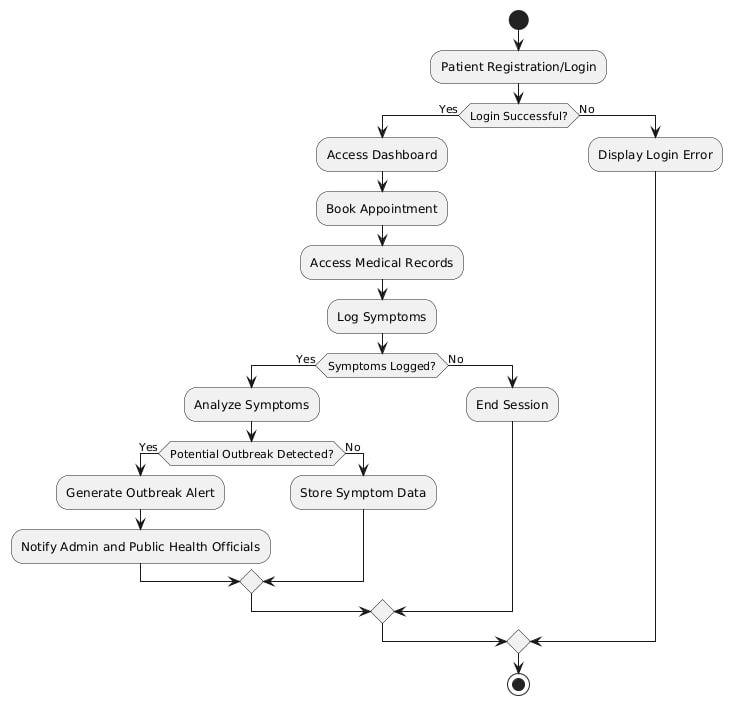 Patient Registration/Login
Yes
Login Successful?
No
Access Dashboard
Display Login Error
Book Appointment
Access Medical Records
Log Symptoms
Yes
Symptoms Logged?
No
Analyze Symptoms
End Session
Yes
Potential Outbreak Detected?
No
Generate Outbreak Alert
Store Symptom Data
Notify Admin and Public Health Officials